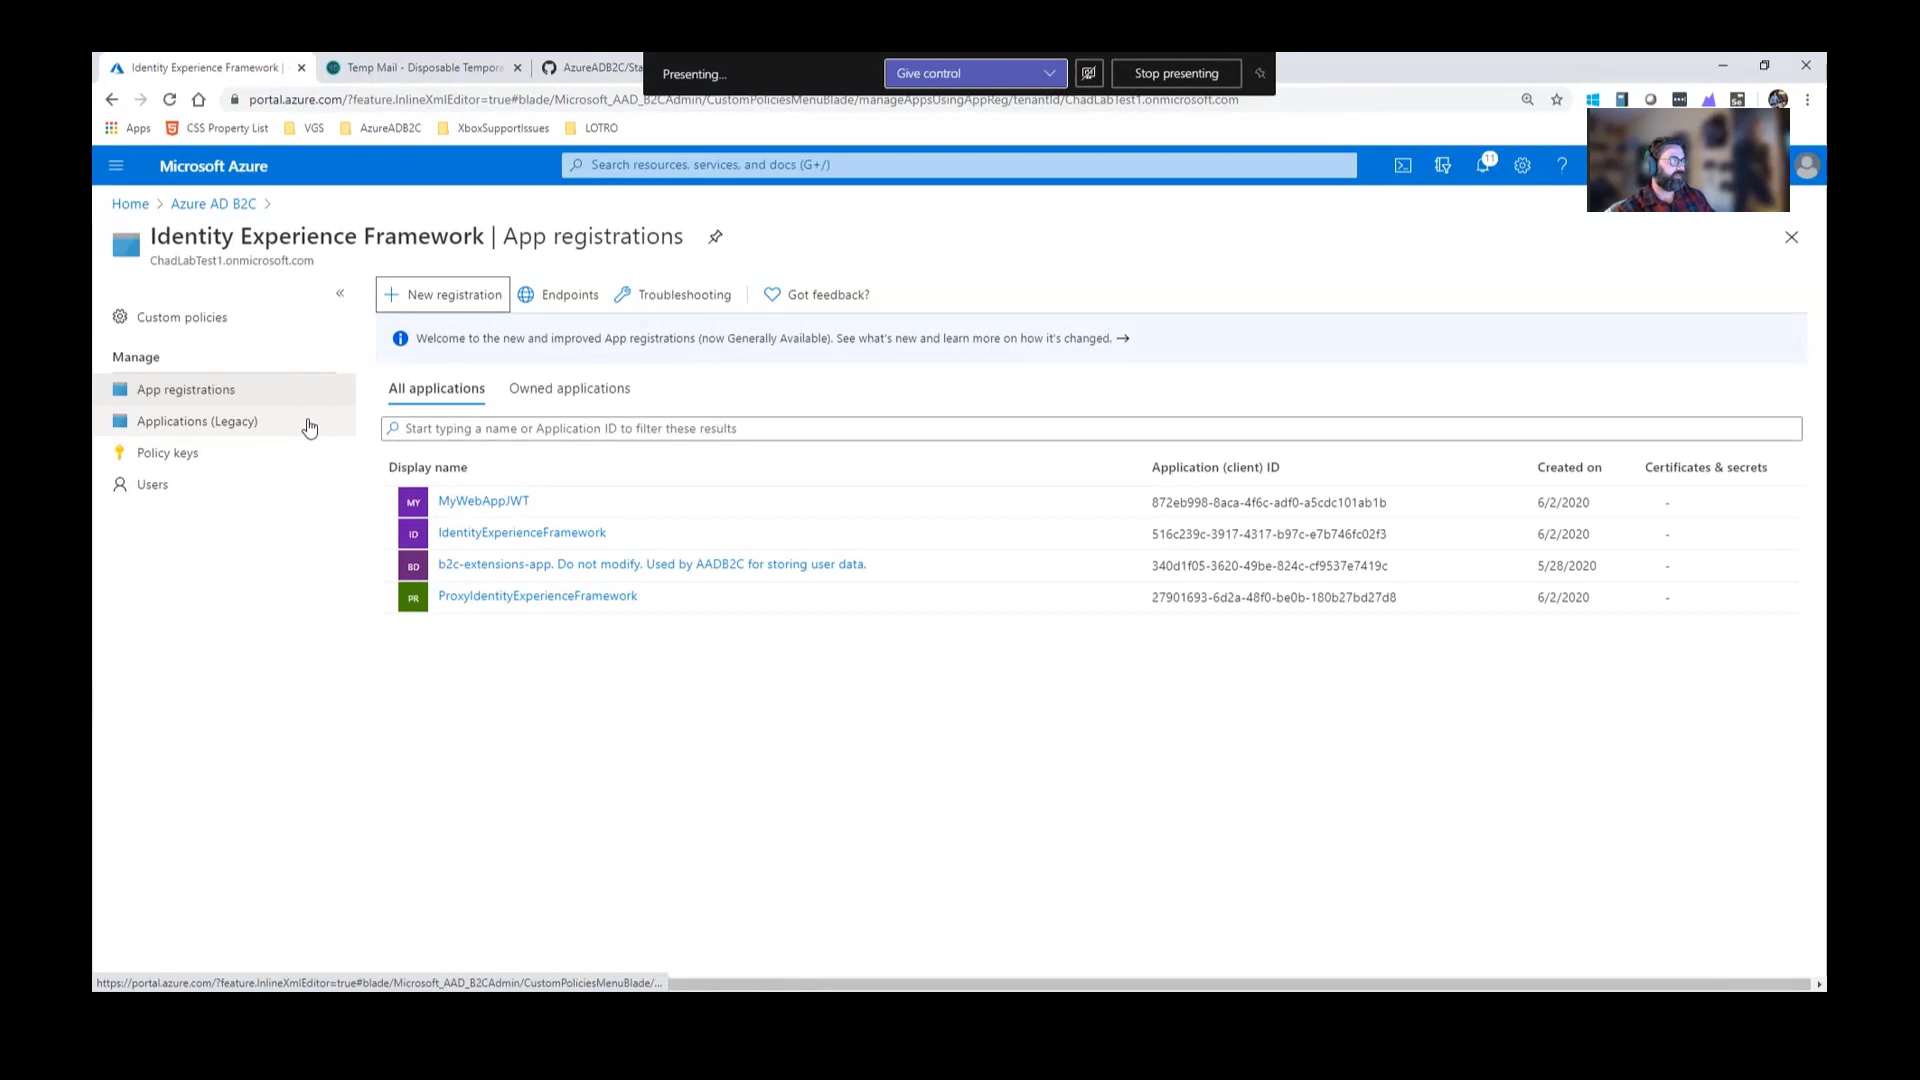 Identity Experience Framework |
Temp Mail - Disposable Tempora
AzureADB2C/Sta
Presenting...
Give control
Stop presenting
portal.azure.com/?feature.InlineXmlEditor=true#blade/Microsoft_AAD_B2CAdmin/CustomPoliciesMenuBlade/manageAppsUsingAppReg/tenantId/ChadLabTest1.onmicrosoft.com
Apps
CSS Property List
VGS
AzureADB2C
XboxSupportIssues
LOTRO
Microsoft Azure
Search resources, services, and docs (G+/)
11
Home > Azure AD B2C >
Identity Experience Framework | App registrations
ChadLabTest1.onmicrosoft.com
Custom policies
Manage
App registrations
Applications (Legacy)
Policy keys
Users
New registration
Endpoints
Troubleshooting
Got feedback?
Welcome to the new and improved App registrations (now Generally Available). See what's new and learn more on how it's changed. →
All applications
Owned applications
Start typing a name or Application ID to filter these results
Display name Application (client) ID Created on Certificates & secrets
MY MyWebAppJWT 872eb998-8aca-4f6c-adf0-a5cdc101ab1b 6/2/2020 -
ID IdentityExperienceFramework 516c239c-3917-4317-b97c-e7b746fc02f3 6/2/2020 -
BD b2c-extensions-app. Do not modify. Used by AADB2C for storing user data. 340d1f05-3620-49be-824c-cf9537e7419c 5/28/2020 -
PR ProxyIdentityExperienceFramework 27901693-6d2a-48f0-be0b-180b27bd27d8 6/2/2020 -
https://portal.azure.com/?feature.InlineXmlEditor=true#blade/Microsoft_AAD_B2CAdmin/CustomPoliciesMenuBlade/...